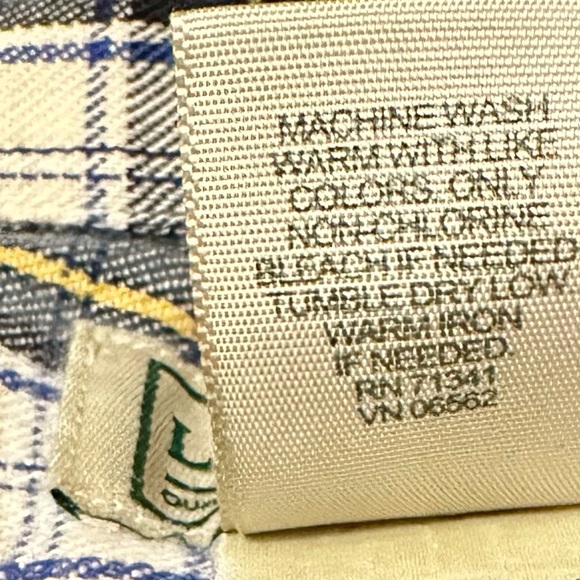 MACHINE WASH
WARM WITH LIKE
COLORS. ONLY
NON-CHLORINE
BLEACH IF NEEDED
TUMBLE DRY LOW
WARM IRON
IF NEEDED.
RN 71341
VN 06562